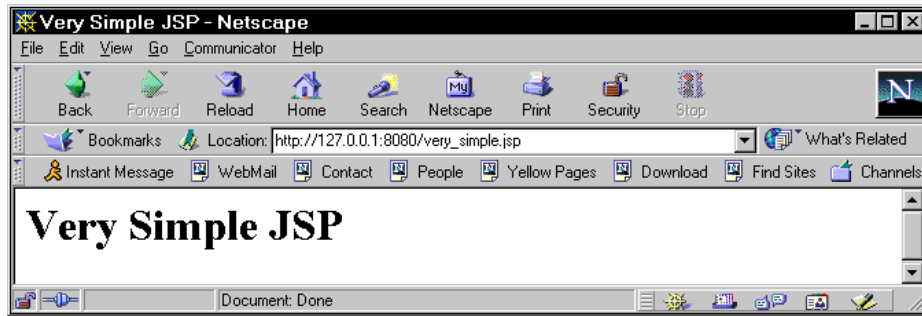 Very Simple JSP - Netscape
File Edit View Go Communicator Help
My
N
Back Forward Reload Home Search Netscape Print Security Stop
Bookmarks Location: http://127.0.0.1:8080/very_simple.jsp What's Related
Instant Message WebMail Contact People Yellow Pages Download Find Sites Channels
Very Simple JSP
Document: Done